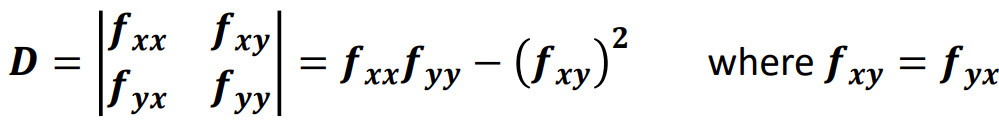 D = |f_xx f_xy; f_yx f_yy| = f_xx f_yy − (f_xy)² where f_xy = f_yx